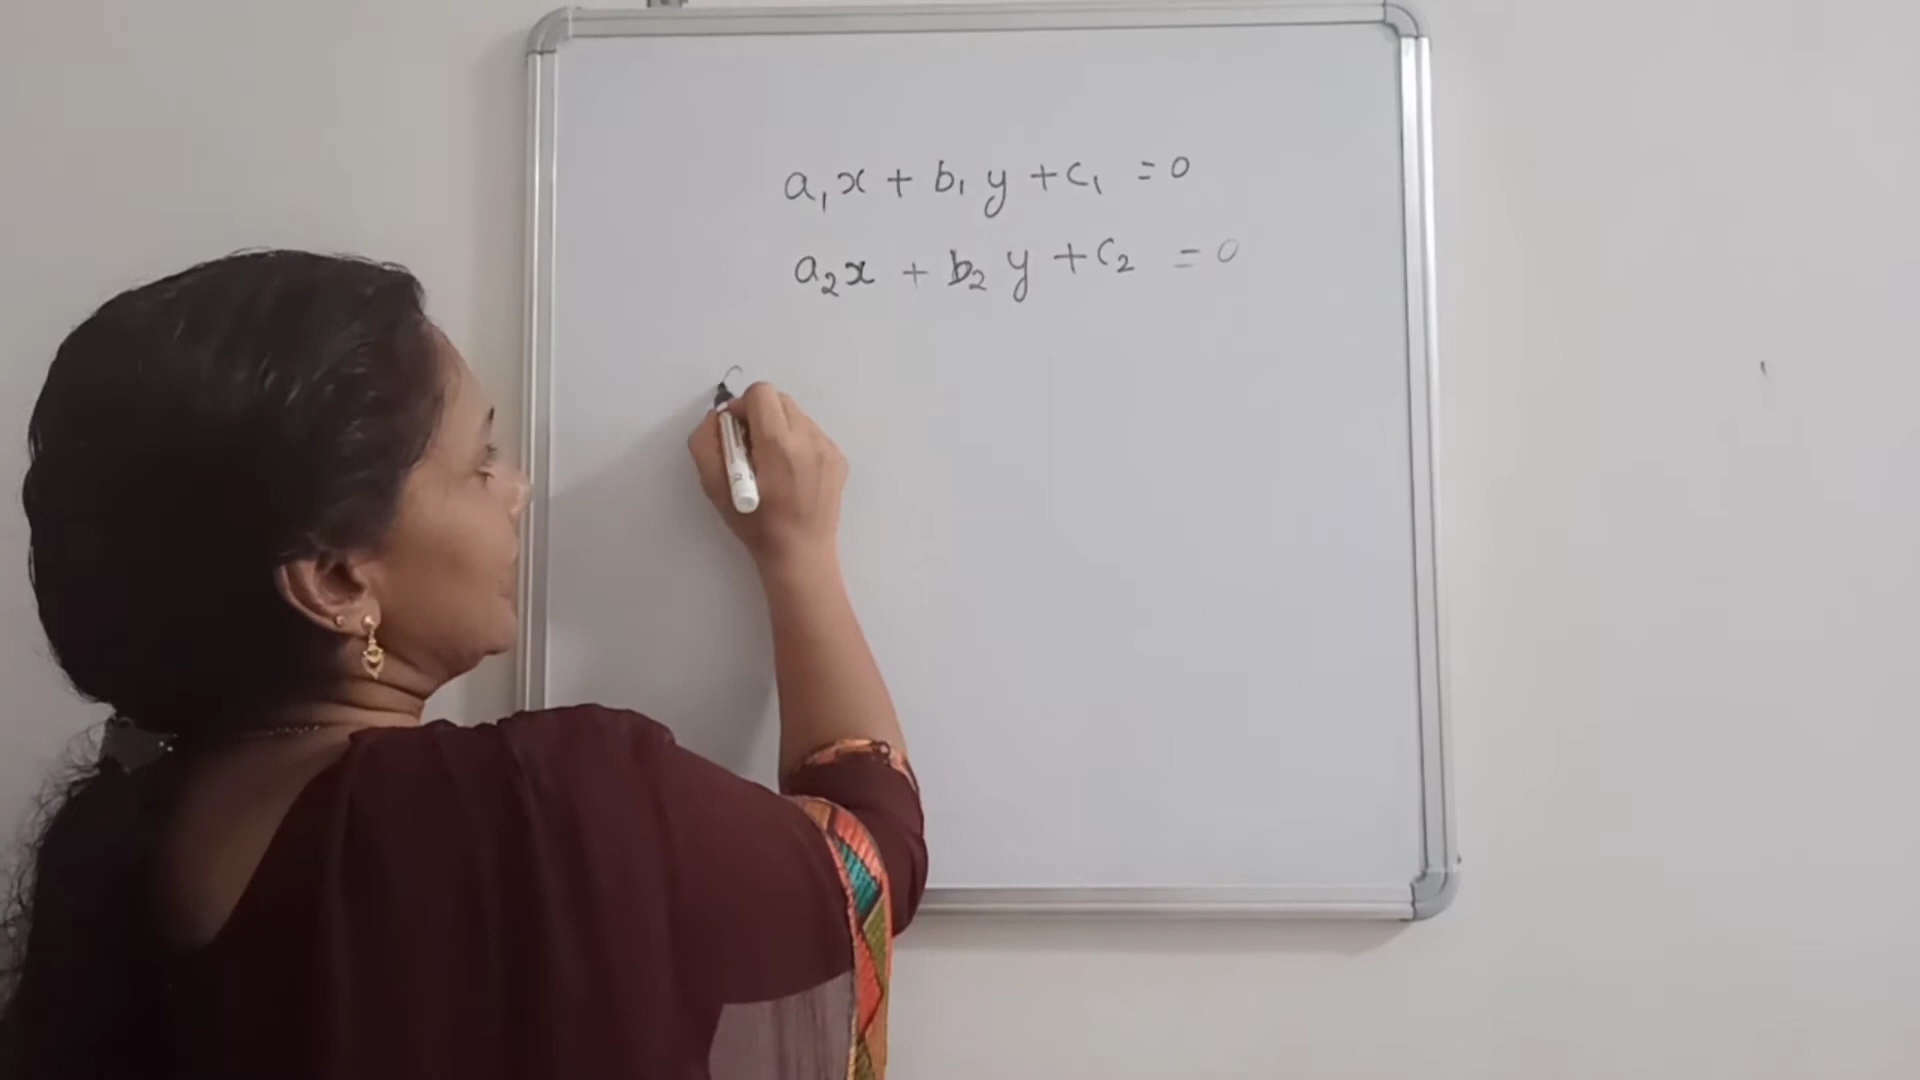 a₁x + b₁y + c₁ = 0
a₂x + b₂y + c₂ = 0